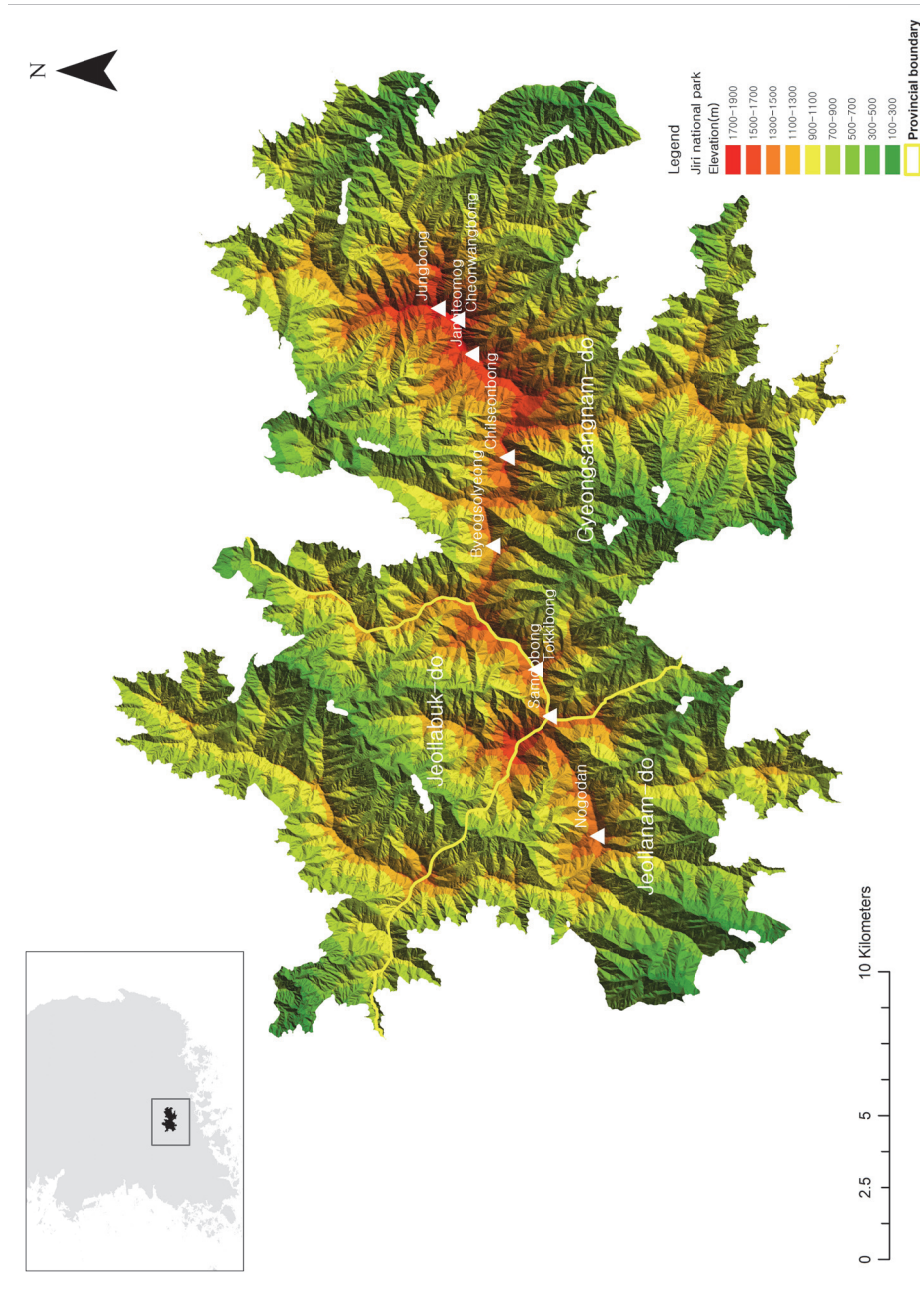 N
Jeollabuk-do
Jungbong
Jangteomog
Cheonwangbong
Byeogsolyeong
Chilseonbong
Samdobong
Tokkibong
Nogodan
Gyeongsangnam-do
Jeollanam-do
Legend
Jiri national park
Elevation(m)
1700-1900
1500-1700
1300-1500
1100-1300
900-1100
700-900
500-700
300-500
100-300
Provincial boundary
0 2.5 5 10 Kilometers